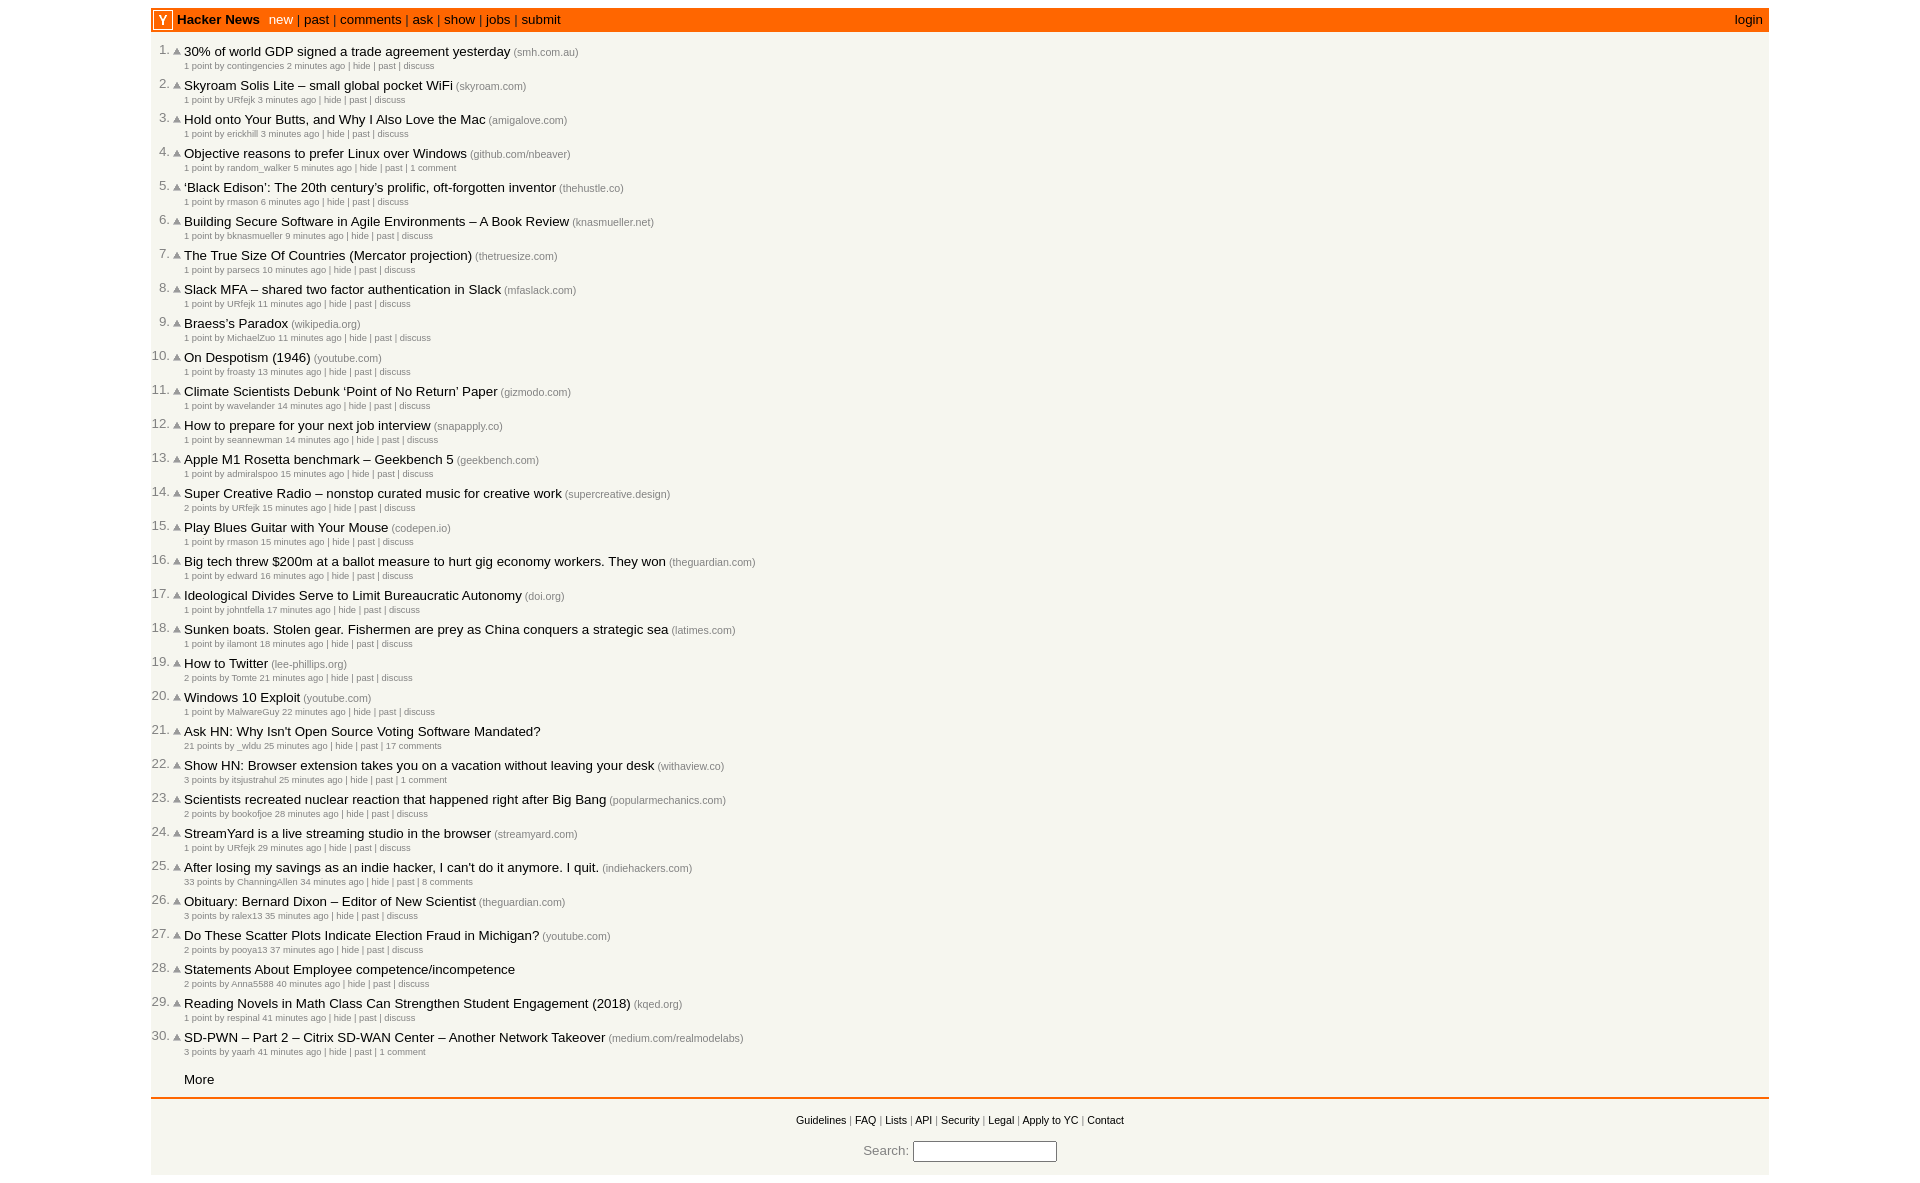 Y Hacker News new | past | comments | ask | show | jobs | submit login
1. 30% of world GDP signed a trade agreement yesterday (smh.com.au)
1 point by contingencies 2 minutes ago | hide | past | discuss
2. Skyroam Solis Lite – small global pocket WiFi (skyroam.com)
1 point by URfejk 3 minutes ago | hide | past | discuss
3. Hold onto Your Butts, and Why I Also Love the Mac (amigalove.com)
1 point by erickhill 3 minutes ago | hide | past | discuss
4. Objective reasons to prefer Linux over Windows (github.com/nbeaver)
1 point by random_walker 5 minutes ago | hide | past | 1 comment
5. ‘Black Edison’: The 20th century’s prolific, oft-forgotten inventor (thehustle.co)
1 point by rmason 6 minutes ago | hide | past | discuss
6. Building Secure Software in Agile Environments – A Book Review (knasmueller.net)
1 point by bknasmueller 9 minutes ago | hide | past | discuss
7. The True Size Of Countries (Mercator projection) (thetruesize.com)
1 point by parsecs 10 minutes ago | hide | past | discuss
8. Slack MFA – shared two factor authentication in Slack (mfaslack.com)
1 point by URfejk 11 minutes ago | hide | past | discuss
9. Braess’s Paradox (wikipedia.org)
1 point by MichaelZuo 11 minutes ago | hide | past | discuss
10. On Despotism (1946) (youtube.com)
1 point by froasty 13 minutes ago | hide | past | discuss
11. Climate Scientists Debunk ‘Point of No Return’ Paper (gizmodo.com)
1 point by wavelander 14 minutes ago | hide | past | discuss
12. How to prepare for your next job interview (snapapply.co)
1 point by seannewman 14 minutes ago | hide | past | discuss
13. Apple M1 Rosetta benchmark – Geekbench 5 (geekbench.com)
1 point by admiralspoo 15 minutes ago | hide | past | discuss
14. Super Creative Radio – nonstop curated music for creative work (supercreative.design)
2 points by URfejk 15 minutes ago | hide | past | discuss
15. Play Blues Guitar with Your Mouse (codepen.io)
1 point by rmason 15 minutes ago | hide | past | discuss
16. Big tech threw $200m at a ballot measure to hurt gig economy workers. They won (theguardian.com)
1 point by edward 16 minutes ago | hide | past | discuss
17. Ideological Divides Serve to Limit Bureaucratic Autonomy (doi.org)
1 point by johntfella 17 minutes ago | hide | past | discuss
18. Sunken boats. Stolen gear. Fishermen are prey as China conquers a strategic sea (latimes.com)
1 point by ilamont 18 minutes ago | hide | past | discuss
19. How to Twitter (lee-phillips.org)
2 points by Tomte 21 minutes ago | hide | past | discuss
20. Windows 10 Exploit (youtube.com)
1 point by MalwareGuy 22 minutes ago | hide | past | discuss
21. Ask HN: Why Isn't Open Source Voting Software Mandated?
21 points by _wldu 25 minutes ago | hide | past | 17 comments
22. Show HN: Browser extension takes you on a vacation without leaving your desk (withaview.co)
3 points by itsjustrahul 25 minutes ago | hide | past | 1 comment
23. Scientists recreated nuclear reaction that happened right after Big Bang (popularmechanics.com)
2 points by bookofjoe 28 minutes ago | hide | past | discuss
24. StreamYard is a live streaming studio in the browser (streamyard.com)
1 point by URfejk 29 minutes ago | hide | past | discuss
25. After losing my savings as an indie hacker, I can't do it anymore. I quit. (indiehackers.com)
33 points by ChanningAllen 34 minutes ago | hide | past | 8 comments
26. Obituary: Bernard Dixon – Editor of New Scientist (theguardian.com)
3 points by ralex13 35 minutes ago | hide | past | discuss
27. Do These Scatter Plots Indicate Election Fraud in Michigan? (youtube.com)
2 points by pooya13 37 minutes ago | hide | past | discuss
28. Statements About Employee competence/incompetence
2 points by Anna5588 40 minutes ago | hide | past | discuss
29. Reading Novels in Math Class Can Strengthen Student Engagement (2018) (kqed.org)
1 point by respinal 41 minutes ago | hide | past | discuss
30. SD-PWN – Part 2 – Citrix SD-WAN Center – Another Network Takeover (medium.com/realmodelabs)
3 points by yaarh 41 minutes ago | hide | past | 1 comment
More
Guidelines | FAQ | Lists | API | Security | Legal | Apply to YC | Contact
Search: